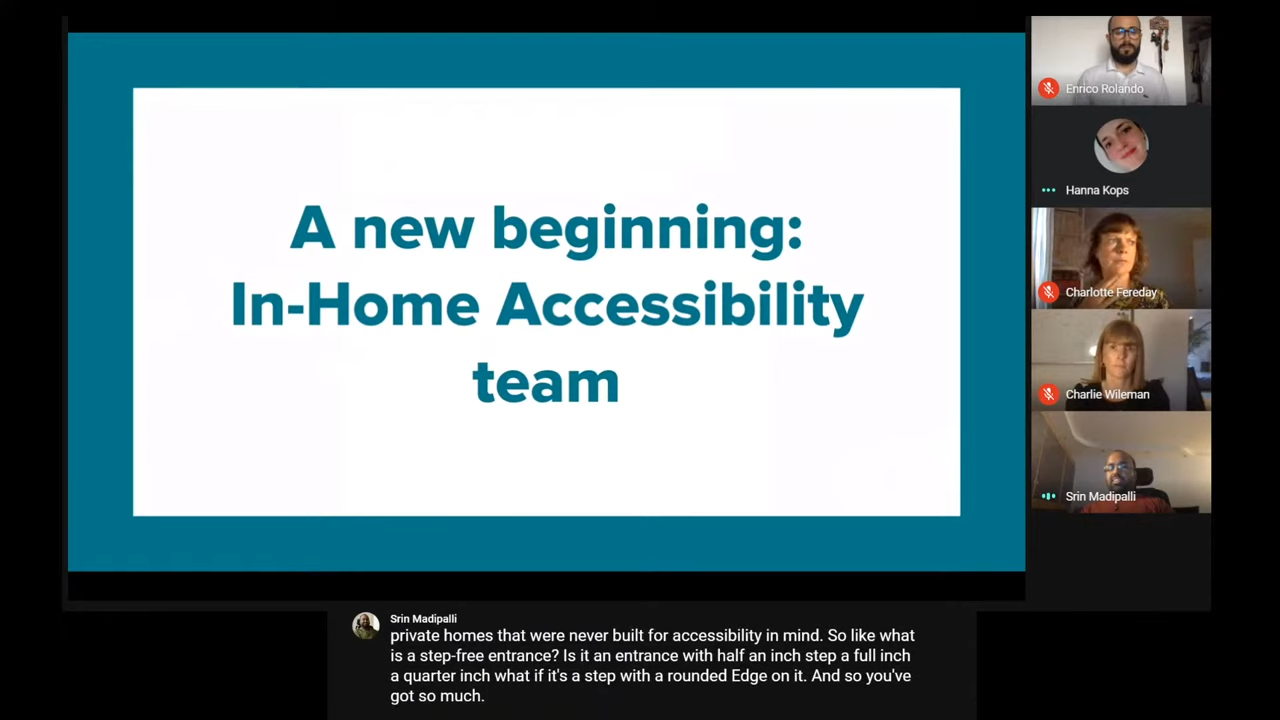 A new beginning:
In-Home Accessibility
team
Enrico Rolando
Hanna Kops
Charlotte Fereday
Charlie Wileman
Srin Madipalli
Srin Madipalli
private homes that were never built for accessibility in mind. So like what
is a step-free entrance? Is it an entrance with half an inch step a full inch
a quarter inch what if it's a step with a rounded Edge on it. And so you've
got so much.